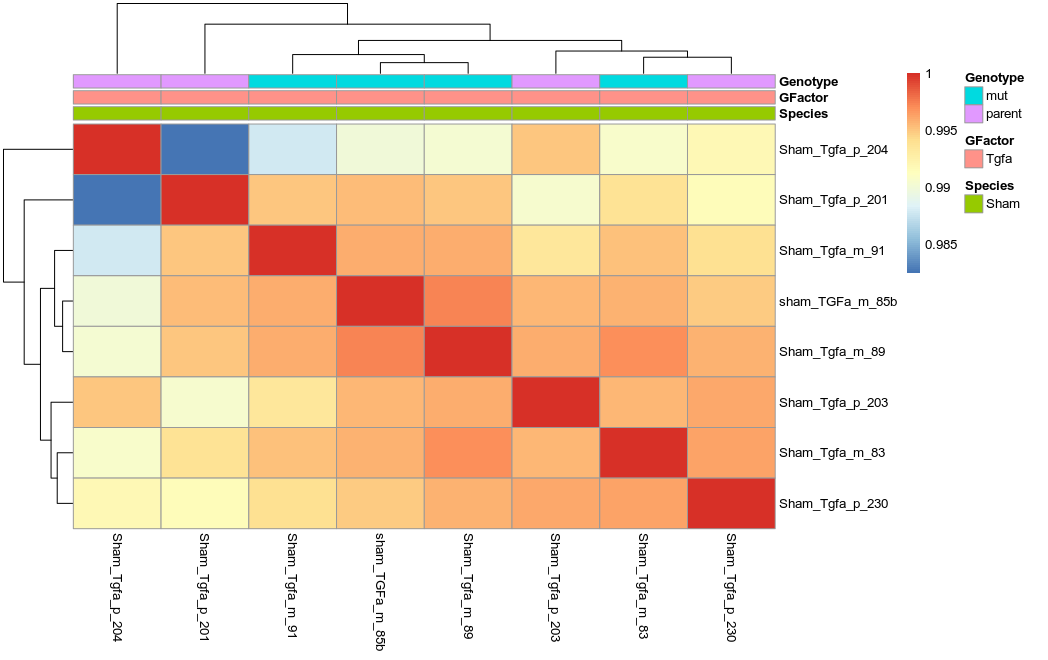 Genotype
GFactor
Species
Sham_Tgfa_p_204
Sham_Tgfa_p_201
Sham_Tgfa_m_91
sham_TGFa_m_85b
Sham_Tgfa_m_89
Sham_Tgfa_p_203
Sham_Tgfa_m_83
Sham_Tgfa_p_230
Sham_Tgfa_p_204
Sham_Tgfa_p_201
Sham_Tgfa_m_91
sham_TGFa_m_85b
Sham_Tgfa_m_89
Sham_Tgfa_p_203
Sham_Tgfa_m_83
Sham_Tgfa_p_230
1
0.995
0.99
0.985
Genotype
mut
parent
GFactor
Tgfa
Species
Sham